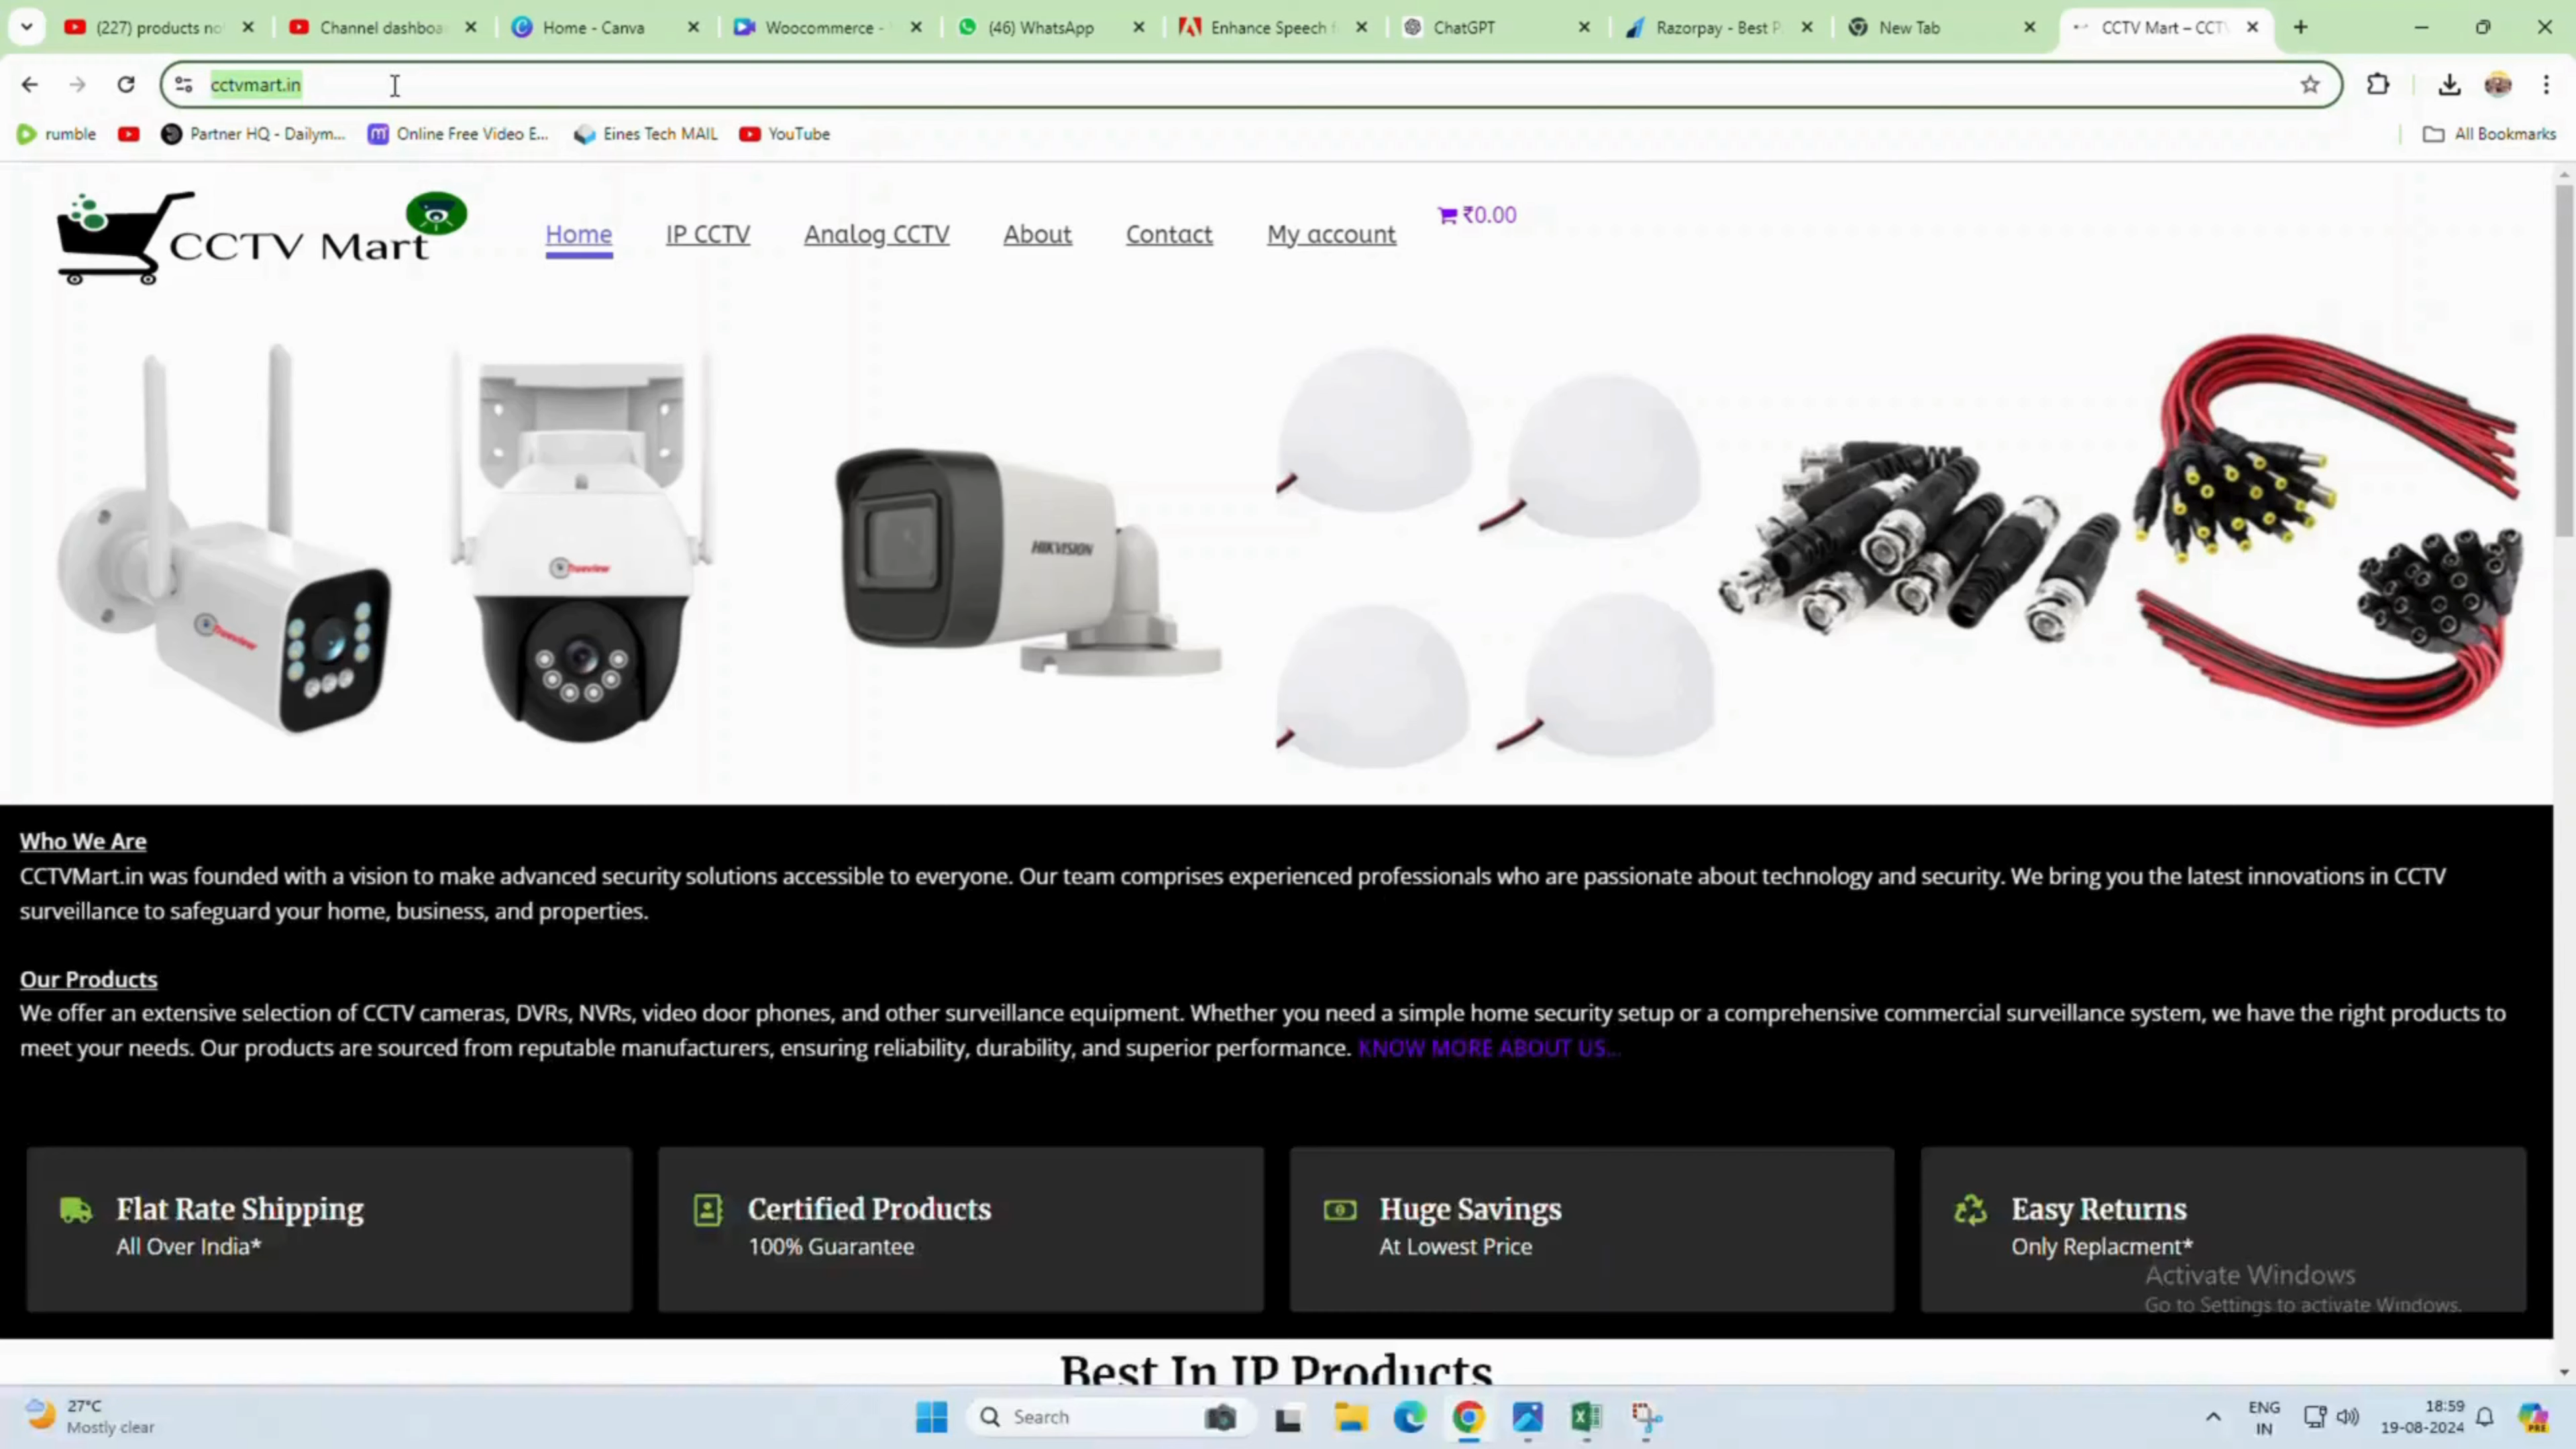 (227) products no
Channel dashboa
Home - Canva
Woocommerce -
(46) WhatsApp
Enhance Speech f
ChatGPT
Razorpay - Best P
New Tab
CCTV Mart – CCTV
cctvmart.in
rumble
Partner HQ - Dailym...
Online Free Video E...
Eines Tech MAIL
YouTube
All Bookmarks
CCTV Mart
Home
IP CCTV
Analog CCTV
About
Contact
My account
₹0.00
Trueview
Trueview
HIKVISION
Who We Are
CCTVMart.in was founded with a vision to make advanced security solutions accessible to everyone. Our team comprises experienced professionals who are passionate about technology and security. We bring you the latest innovations in CCTV
surveillance to safeguard your home, business, and properties.
Our Products
We offer an extensive selection of CCTV cameras, DVRs, NVRs, video door phones, and other surveillance equipment. Whether you need a simple home security setup or a comprehensive commercial surveillance system, we have the right products to
meet your needs. Our products are sourced from reputable manufacturers, ensuring reliability, durability, and superior performance. KNOW MORE ABOUT US...
Flat Rate Shipping
All Over India*
Certified Products
100% Guarantee
Huge Savings
At Lowest Price
Easy Returns
Only Replacment*
Activate Windows
Go to Settings to activate Windows.
Best In IP Products
27°C
Mostly clear
Search
ENG
IN
18:59
19-08-2024
PRE